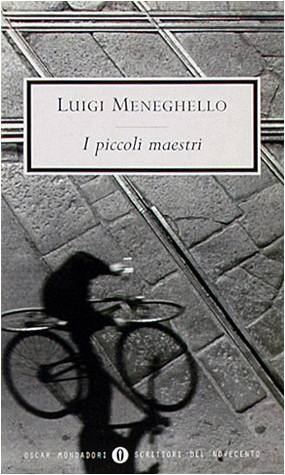 LUIGI MENEGHELLO
I piccoli maestri
OSCAR MONDADORI SCRITTORI DEL NOVECENTO